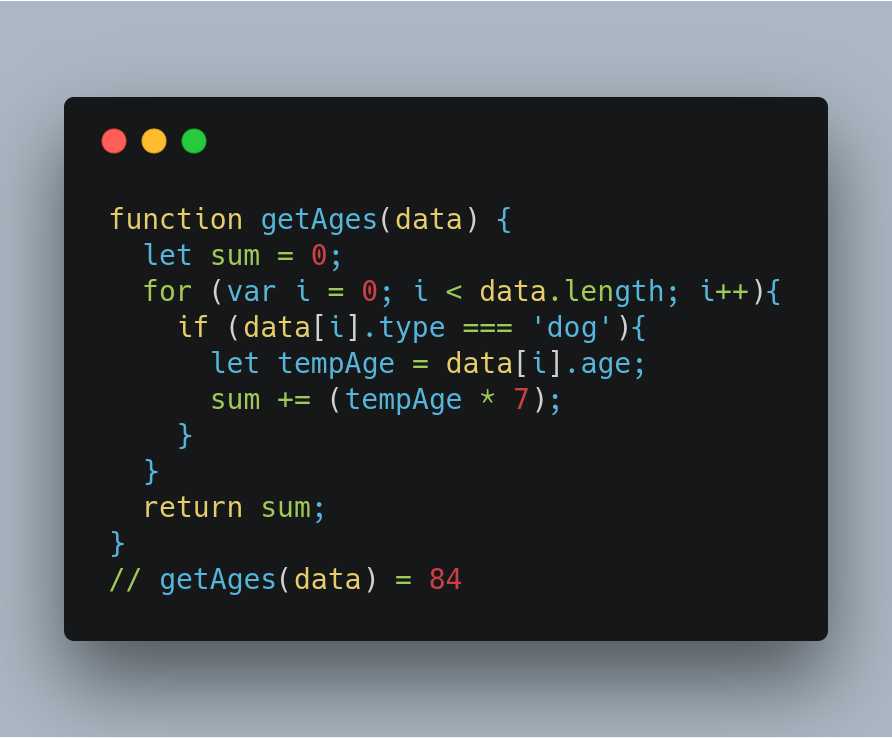 function getAges(data) {
  let sum = 0;
  for (var i = 0; i < data.length; i++){
    if (data[i].type === 'dog'){
      let tempAge = data[i].age;
      sum += (tempAge * 7);
    }
  }
  return sum;
}
// getAges(data) = 84